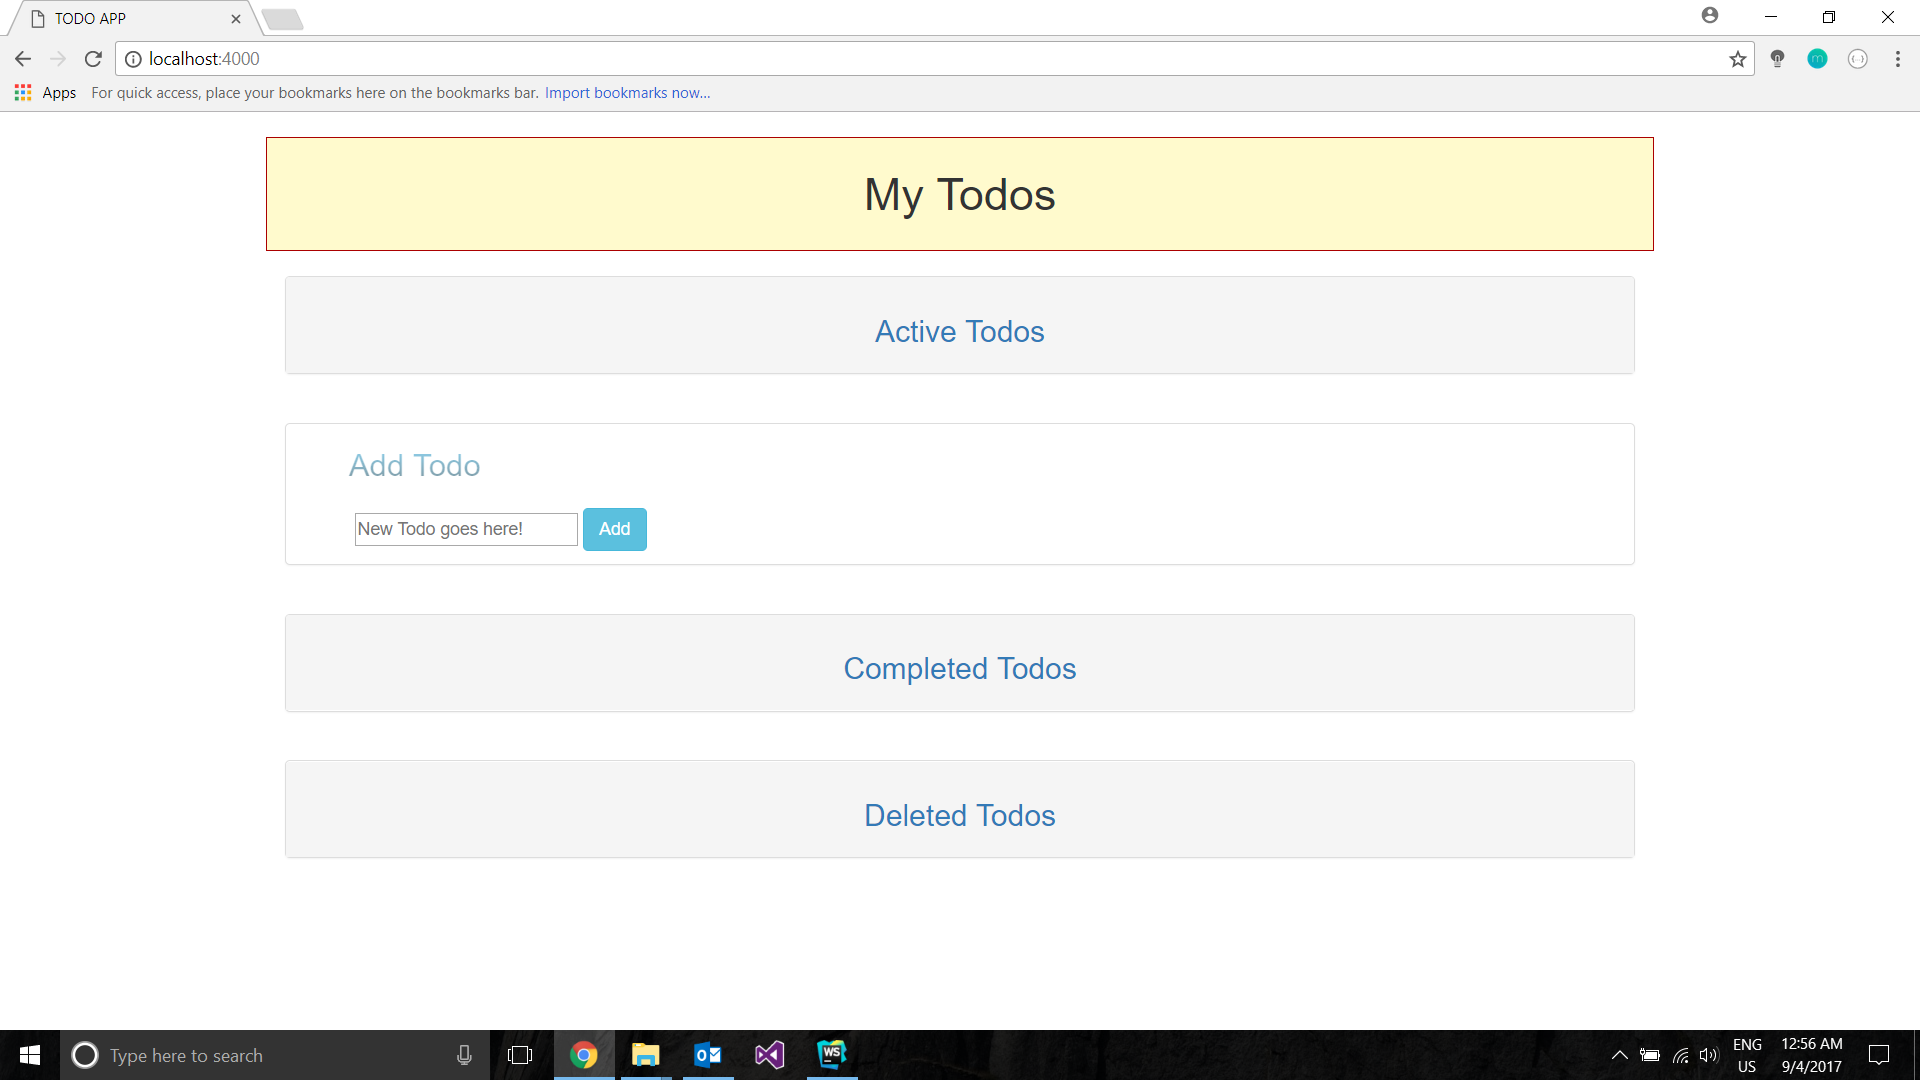 TODO APP
localhost:4000
Apps For quick access, place your bookmarks here on the bookmarks bar. Import bookmarks now...
My Todos
Active Todos
Add Todo
New Todo goes here! Add
Completed Todos
Deleted Todos
Type here to search
WS
ENG 12:56 AM
US 9/4/2017